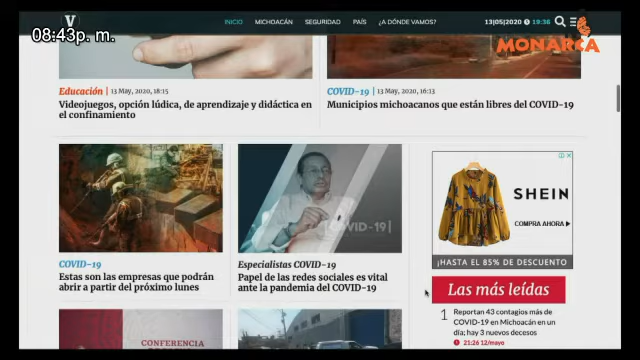 08:43p. m.
V
INICIO MICHOACÁN SEGURIDAD PAÍS ¿A DÓNDE VAMOS?
13|05|2020 19:36
MONARCA
Educación | 13 May, 2020, 18:15
Videojuegos, opción lúdica, de aprendizaje y didáctica en
el confinamiento
COVID-19 | 13 May, 2020, 16:13
Municipios michoacanos que están libres del COVID-19
COVID-19
Estas son las empresas que podrán
abrir a partir del próximo lunes
COVID-19|
Especialistas COVID-19
Papel de las redes sociales es vital
ante la pandemia del COVID-19
SHEIN
COMPRA AHORA
¡HASTA EL 85% DE DESCUENTO
Las más leídas
1 Reportan 43 contagios más de
COVID-19 en Michoacán en un
día; hay 3 nuevos decesos
21:26 12/mayo
CONFERENCIA